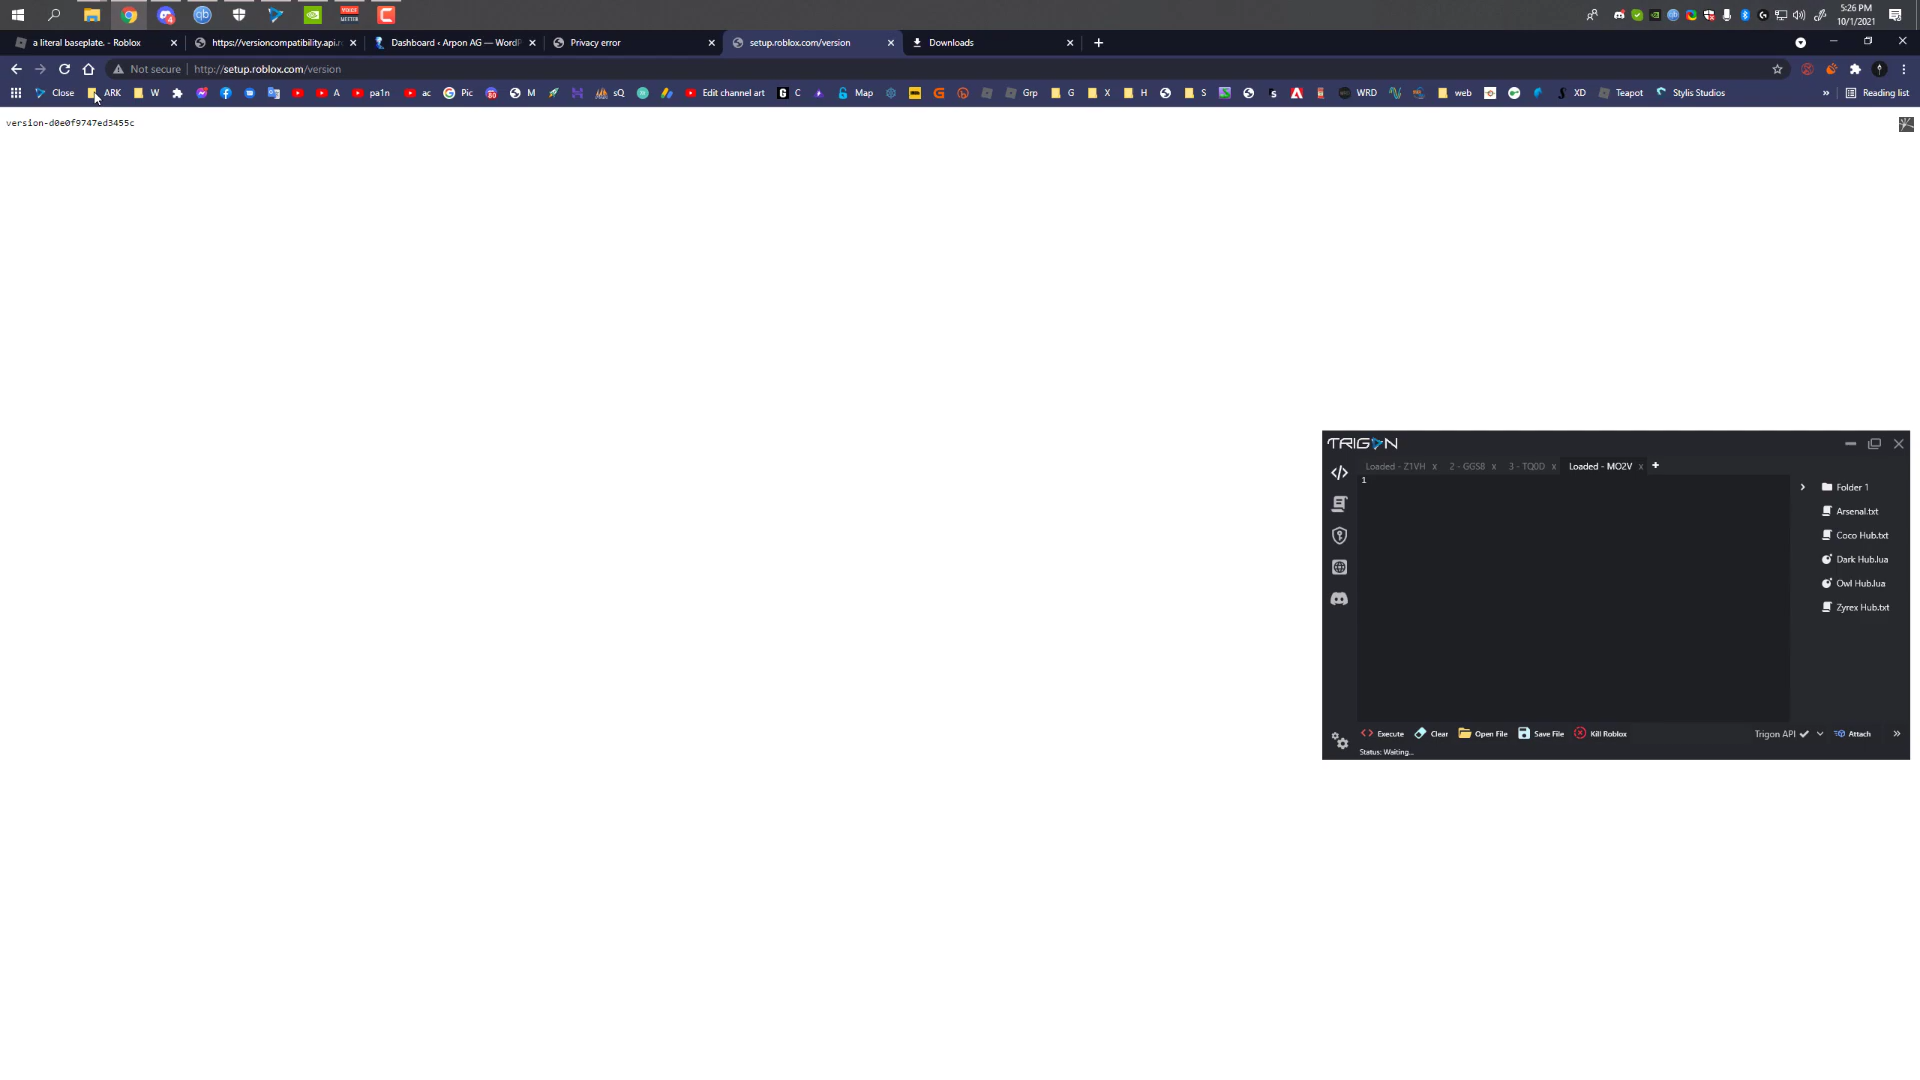 5:26 PM
10/1/2021
a literal baseplate. - Roblox
https://versioncompatibility.api.r
Dashboard ‹ Arpon AG — WordP
Privacy error
setup.roblox.com/version
Downloads
Not secure
http://setup.roblox.com/version
Close
ARK
W
A
pa1n
ac
Pic
M
sQ
Edit channel art
C
Map
Grp
G
X
H
S
WRD
web
XD
Teapot
Stylis Studios
Reading list
version-d0e0f9747ed3455c
TRIGON
Loaded - Z1VH x
2 - GGS8 x
3 - TQ0D x
Loaded - MO2V x
1
Folder 1
Arsenal.txt
Coco Hub.txt
Dark Hub.lua
Owl Hub.lua
Zyrex Hub.txt
Execute
Clear
Open File
Save File
Kill Roblox
Trigon API
Attach
Status: Waiting...